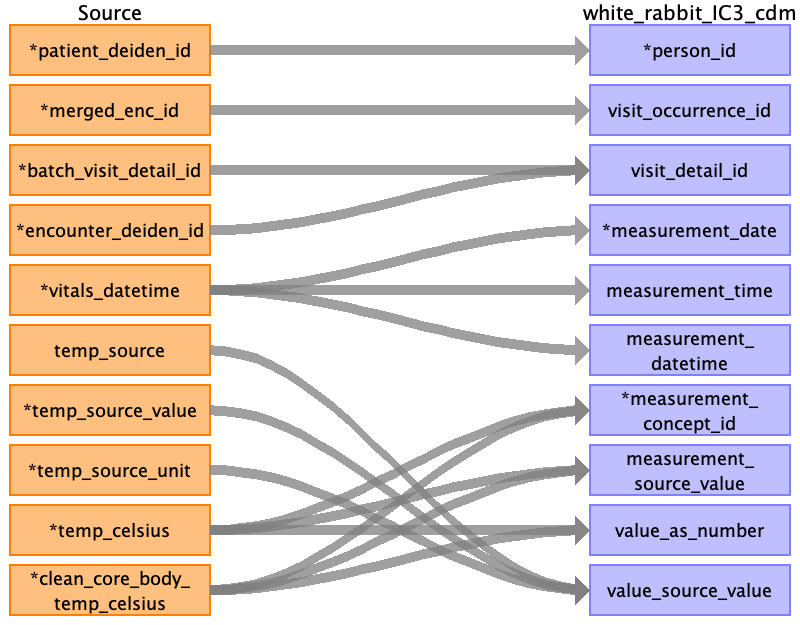 Source
white_rabbit_IC3_cdm
*patient_deiden_id
*person_id
*merged_enc_id
visit_occurrence_id
*batch_visit_detail_id
visit_detail_id
*encounter_deiden_id
*measurement_date
*vitals_datetime
measurement_time
temp_source
measurement_
datetime
*temp_source_value
*measurement_
concept_id
*temp_source_unit
measurement_
source_value
*temp_celsius
value_as_number
*clean_core_body_
temp_celsius
value_source_value